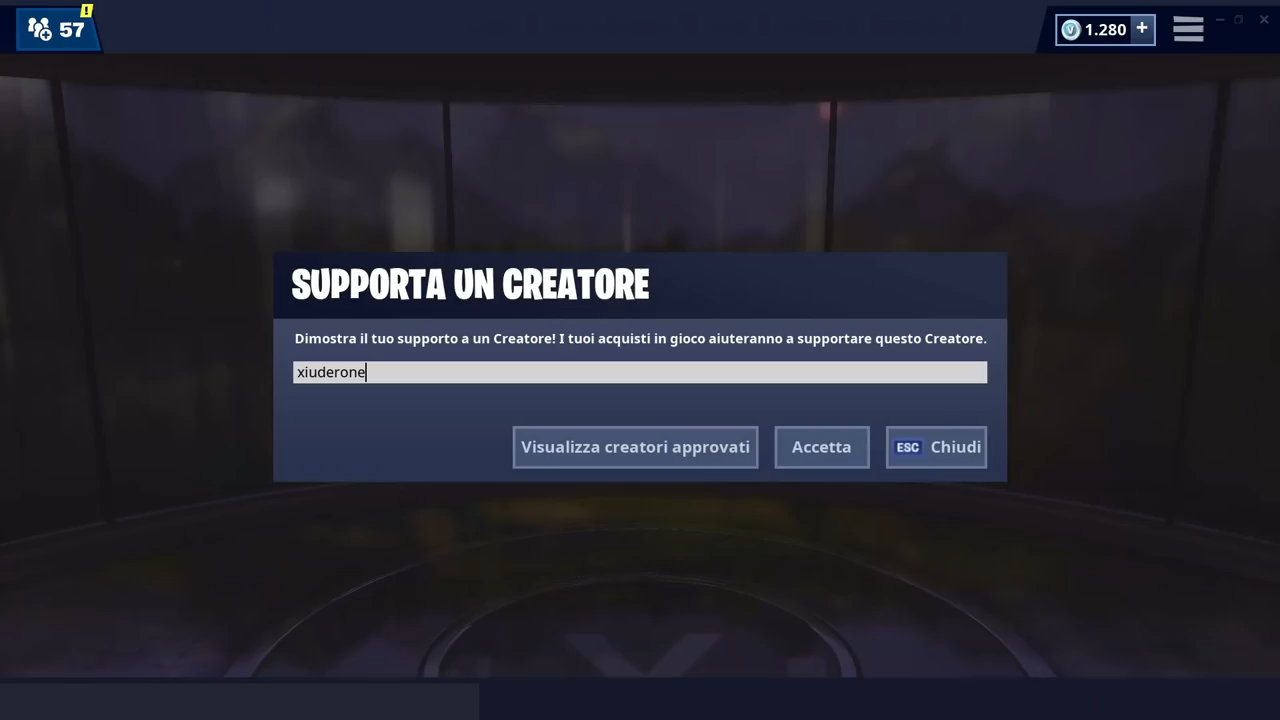 57
!
1.280 +
SUPPORTA UN CREATORE
Dimostra il tuo supporto a un Creatore! I tuoi acquisti in gioco aiuteranno a supportare questo Creatore.
xiuderone
Visualizza creatori approvati
Accetta
ESC Chiudi